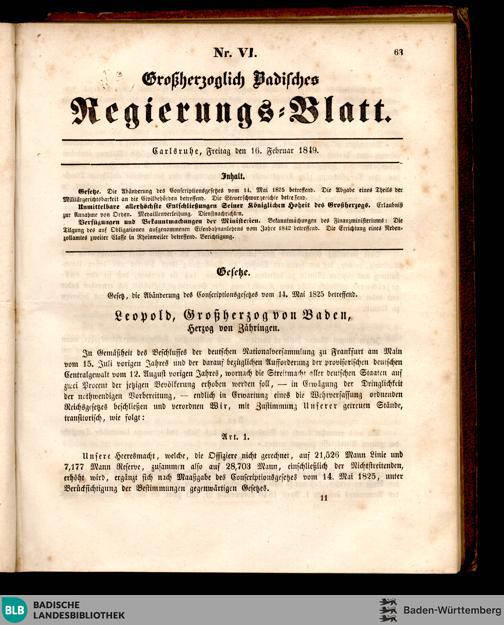 Nr. VI.
63
Großherzoglich Badisches
Regierungs-Blatt.
Carlsruhe, Freitag den 16. Februar 1849.
Inhalt.
Gesetze. Die Abänderung des Conscriptionsgesetzes vom 14. Mai 1825 betreffend. Die Abgabe eines Theils der
Militärgerichtsbarkeit an die Civilbehörden betreffend. Die Steuerschwarzereiche betreffend.
Unmittelbare allerhöchste Entschließungen Seiner Königlichen Hoheit des Großherzogs. Erlaubniß
zur Annahme von Orden. Medaillenverleihung. Dienstnachrichten.
Verfügungen und Bekanntmachungen der Ministerien. Bekanntmachungen des Finanzministeriums: Die
Tilgung des auf Obligationen aufgenommenen Eisenbahnanlehens vom Jahre 1842 betreffend. Die Errichtung eines Neben-
zollamtes zweiter Classe in Rheinweiler betreffend. Berichtigung.
Gesetze.
Gesetz, die Abänderung des Conscriptionsgesetzes vom 14. Mai 1825 betreffend.
Leopold, Großherzog von Baden,
Herzog von Zähringen.
In Gemäßheit des Beschlusses der deutschen Nationalversammlung zu Frankfurt am Main
vom 15. Juli vorigen Jahres und der darauf bezüglichen Aufforderung der provisorischen deutschen
Centralgewalt vom 12. August vorigen Jahres, wornach die Streitmacht aller deutschen Staaten auf
zwei Procent der jetzigen Bevölkerung erhoben werden soll, — in Erwägung der Dringlichkeit
der nothwendigen Vorbereitung, — endlich in Erwartung eines die Wehrverfassung ordnenden
Reichsgesetzes beschließen und verordnen Wir, mit Zustimmung Unserer getreuen Stände,
transitorisch, wie folgt:
Art. 1.
Unsere Heeresmacht, welche, die Offiziere nicht gerechnet, auf 21,526 Mann Linie und
7,177 Mann Reserve, zusammen also auf 28,703 Mann, einschließlich der Nichtstreitenden,
erhöht wird, ergänzt sich nach Maaßgabe des Conscriptionsgesetzes vom 14. Mai 1825, unter
Berücksichtigung der Bestimmungen gegenwärtigen Gesetzes.
11
BLB BADISCHE
LANDESBIBLIOTHEK
Baden-Württemberg